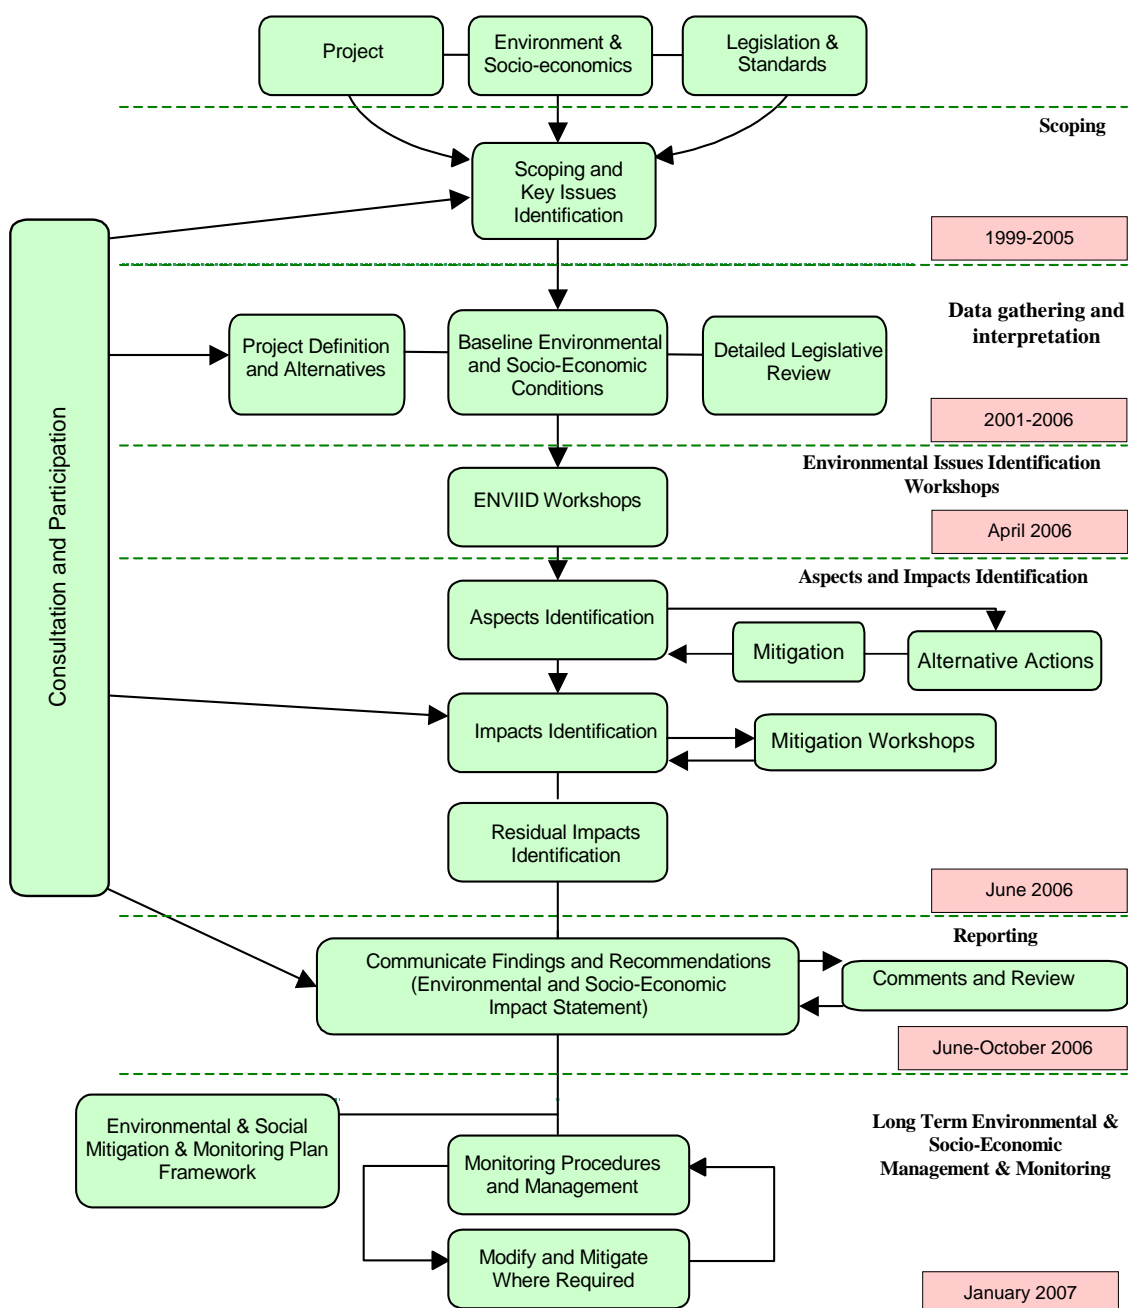 Project
Environment &
Socio-economics
Legislation &
Standards
Scoping
Scoping and
Key Issues
Identification
1999-2005
Consultation and Participation
Data gathering and
interpretation
Project Definition
and Alternatives
Baseline Environmental
and Socio-Economic
Conditions
Detailed Legislative
Review
2001-2006
Environmental Issues Identification
Workshops
ENVIID Workshops
April 2006
Aspects and Impacts Identification
Aspects Identification
Mitigation
Alternative Actions
Impacts Identification
Mitigation Workshops
Residual Impacts
Identification
June 2006
Reporting
Communicate Findings and Recommendations
(Environmental and Socio-Economic
Impact Statement)
Comments and Review
June-October 2006
Environmental & Social
Mitigation & Monitoring Plan
Framework
Long Term Environmental &
Socio-Economic
Management & Monitoring
Monitoring Procedures
and Management
Modify and Mitigate
Where Required
January 2007